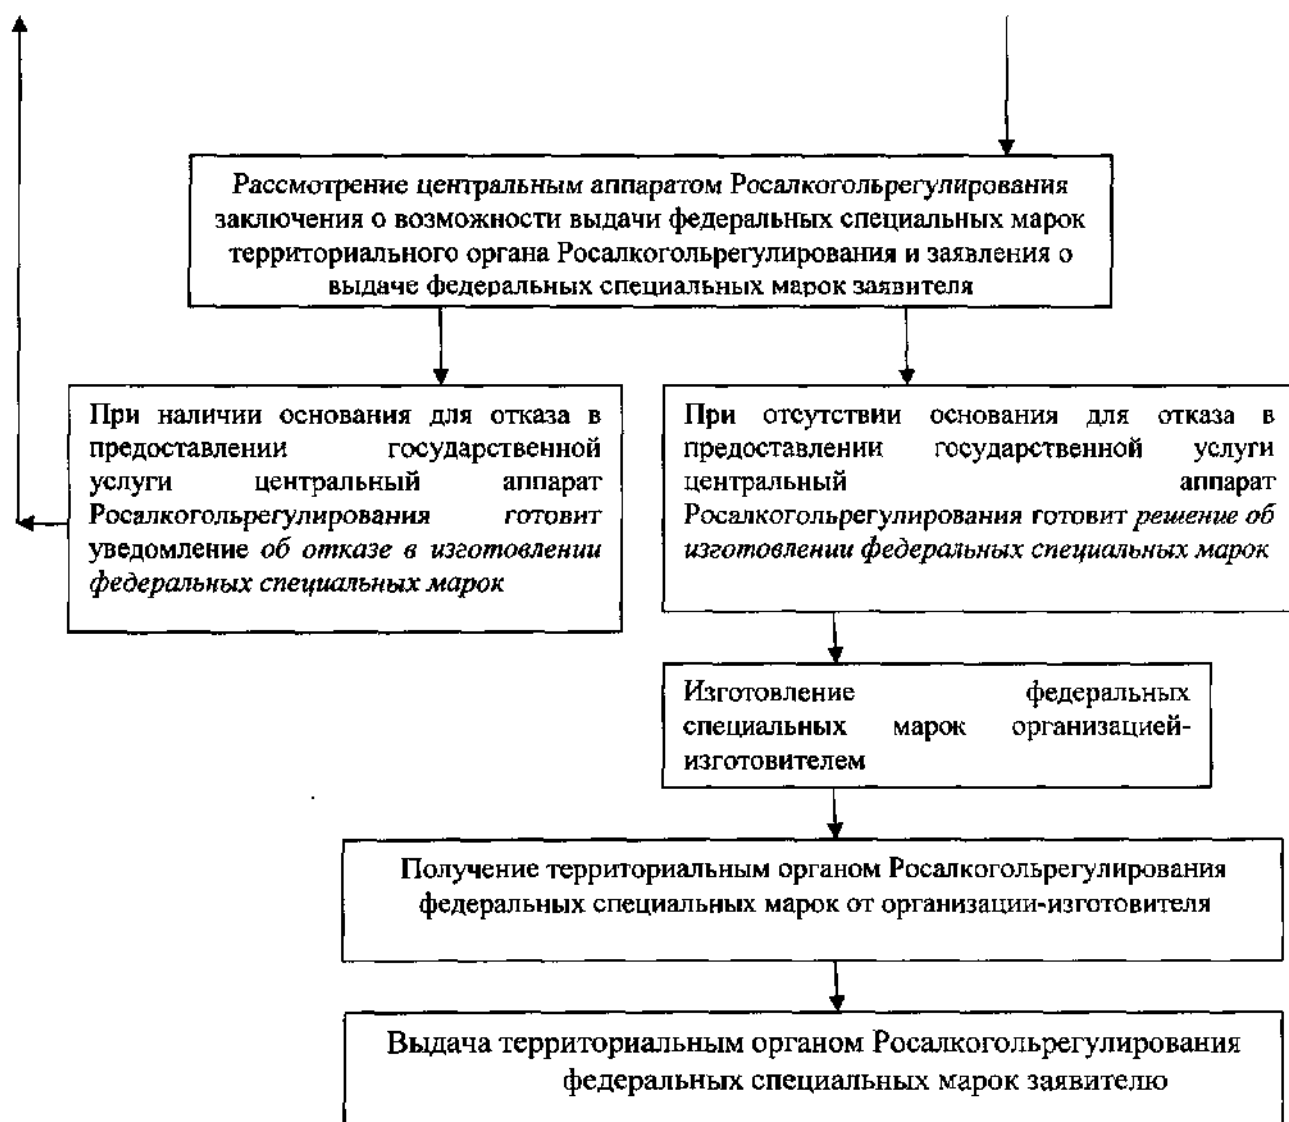 Рассмотрение центральным аппаратом Росалкогольрегулирования
заключения о возможности выдачи федеральных специальных марок
территориального органа Росалкогольрегулирования и заявления о
выдаче федеральных специальных марок заявителя
При наличии основания для отказа в
предоставлении государственной
услуги центральный аппарат
Росалкогольрегулирования готовит
уведомление об отказе в изготовлении
федеральных специальных марок
При отсутствии основания для отказа в
предоставлении государственной услуги
центральный аппарат
Росалкогольрегулирования готовит решение об
изготовлении федеральных специальных марок
Изготовление федеральных
специальных марок организацией-
изготовителем
Получение территориальным органом Росалкогольрегулирования
федеральных специальных марок от организации-изготовителя
Выдача территориальным органом Росалкогольрегулирования
федеральных специальных марок заявителю